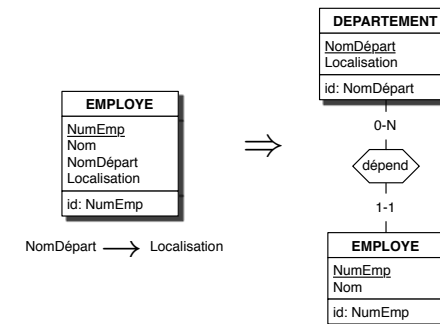 EMPLOYE
NumEmp
Nom
NomDépart
Localisation
id: NumEmp
NomDépart ⟶ Localisation
⇒
DEPARTEMENT
NomDépart
Localisation
id: NomDépart
0-N
dépend
1-1
EMPLOYE
NumEmp
Nom
id: NumEmp